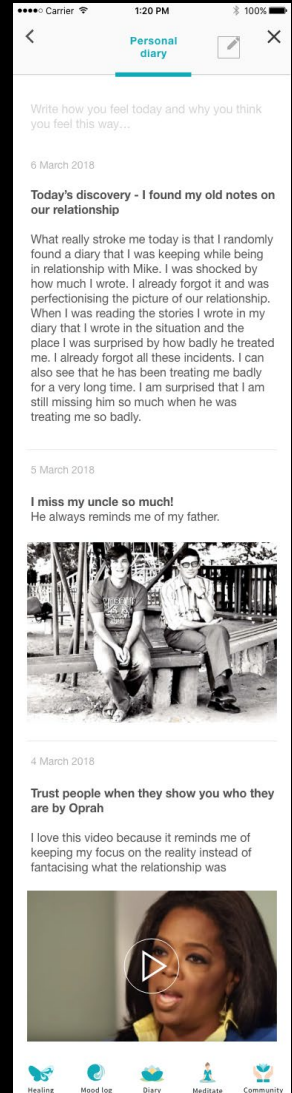 Carrier 1:20 PM 100%
Personal
diary
Write how you feel today and why you think
you feel this way...
6 March 2018
Today's discovery - I found my old notes on
our relationship
What really stroke me today is that I randomly
found a diary that I was keeping while being
in relationship with Mike. I was shocked by
how much I wrote. I already forgot it and was
perfectionising the picture of our relationship.
When I was reading the stories I wrote in my
diary that I wrote in the situation and the
place I was surprised by how badly he treated
me. I already forgot all these incidents. I can
also see that he has been treating me badly
for a very long time. I am surprised that I am
still missing him so much when he was
treating me so badly.
5 March 2018
I miss my uncle so much!
He always reminds me of my father.
4 March 2018
Trust people when they show you who they
are by Oprah
I love this video because it reminds me of
keeping my focus on the reality instead of
fantacising what the relationship was
Healing Mood log Diary Meditate Community